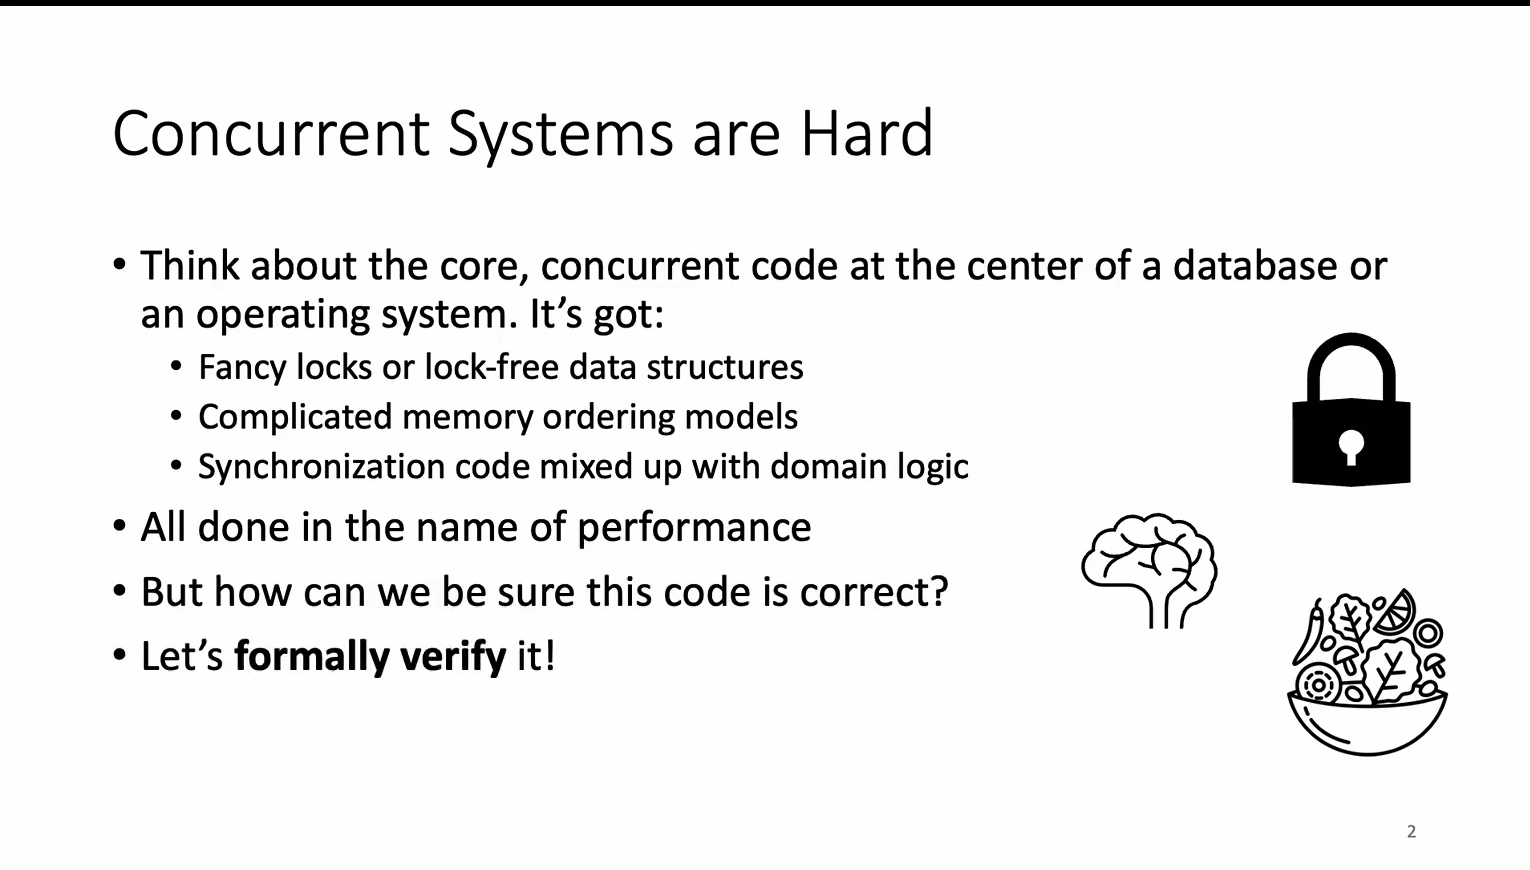 Concurrent Systems are Hard
• Think about the core, concurrent code at the center of a database or
an operating system. It’s got:
• Fancy locks or lock-free data structures
• Complicated memory ordering models
• Synchronization code mixed up with domain logic
• All done in the name of performance
• But how can we be sure this code is correct?
• Let’s formally verify it!
2